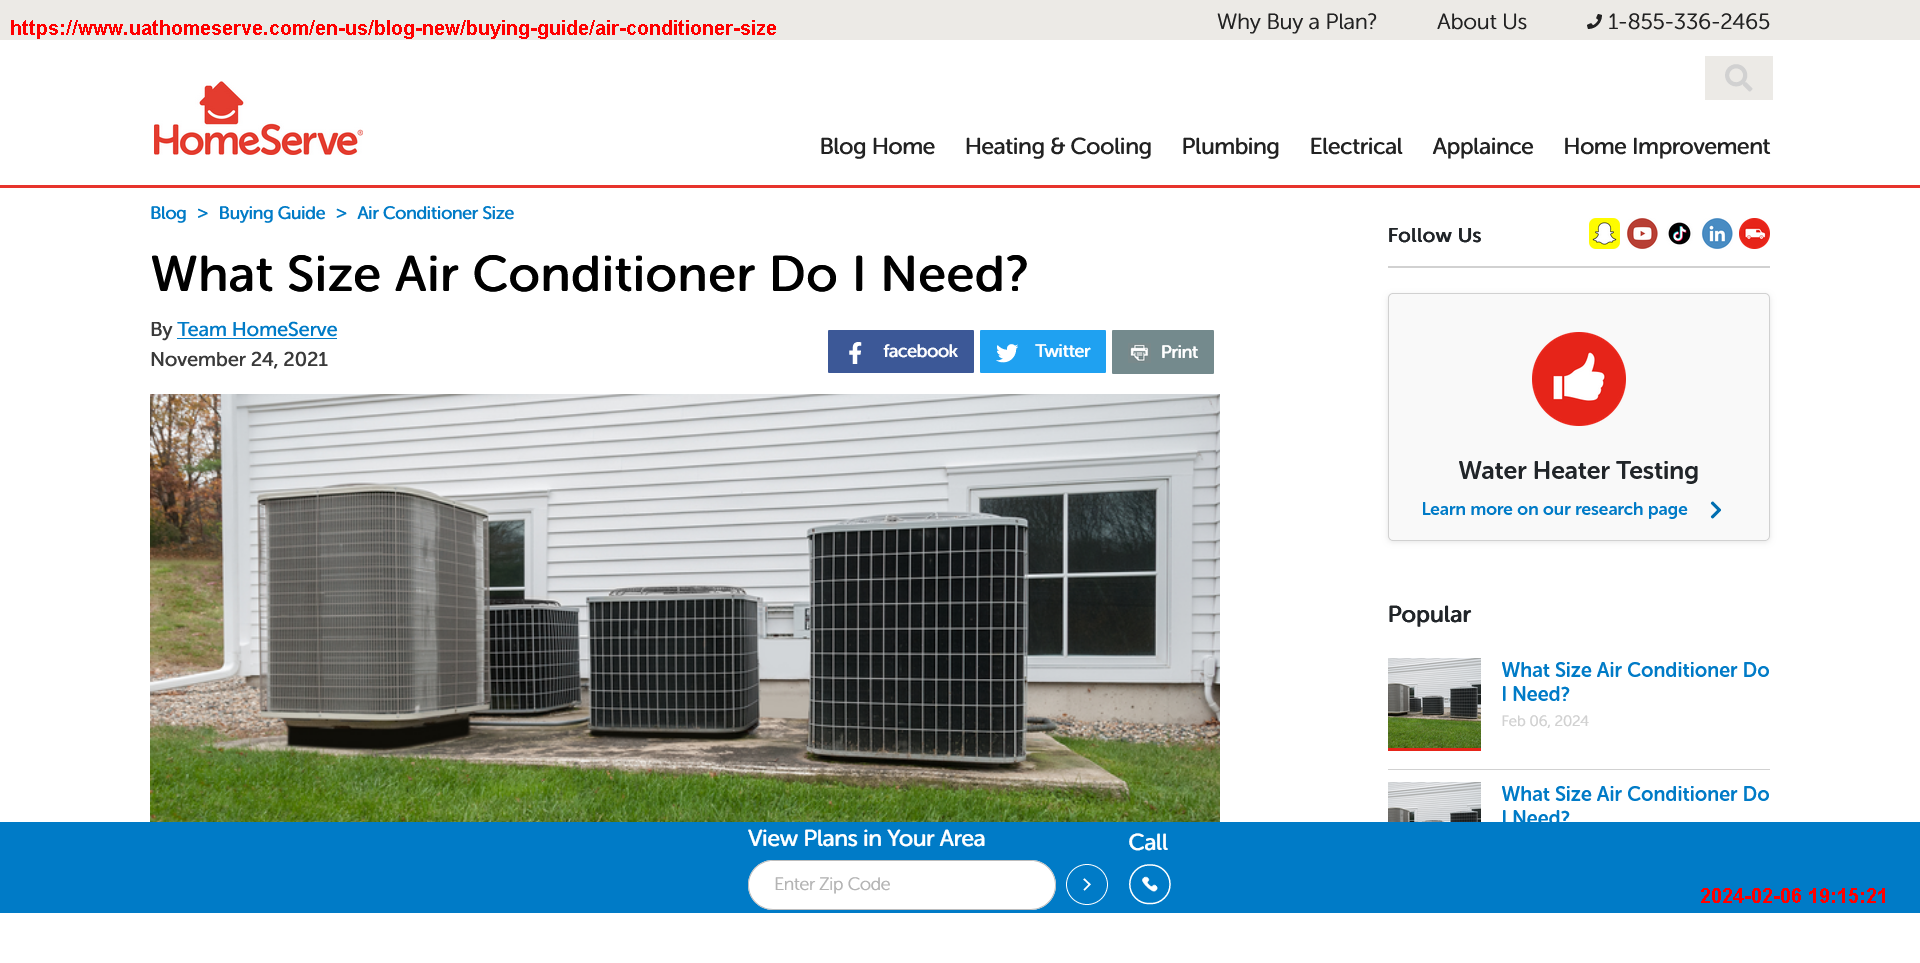 https://www.uathomeserve.com/en-us/blog-new/buying-guide/air-conditioner-size
Why Buy a Plan?
About Us
1-855-336-2465
HomeServe®
Blog Home
Heating & Cooling
Plumbing
Electrical
Applaince
Home Improvement
Blog > Buying Guide > Air Conditioner Size
What Size Air Conditioner Do I Need?
By Team HomeServe
November 24, 2021
facebook
Twitter
Print
Follow Us
Water Heater Testing
Learn more on our research page
Popular
What Size Air Conditioner Do
I Need?
Feb 06, 2024
What Size Air Conditioner Do
I Need?
View Plans in Your Area
Enter Zip Code
Call
2024-02-06 19:15:21